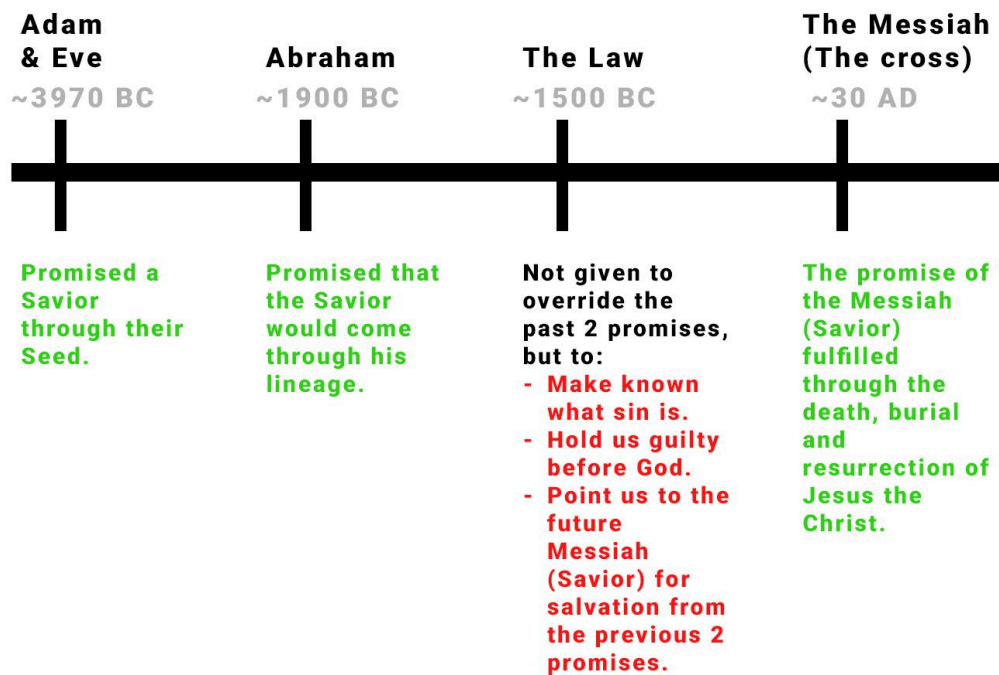 Adam
& Eve
~3970 BC
Abraham
~1900 BC
The Law
~1500 BC
The Messiah
(The cross)
~30 AD
Promised a
Savior
through their
Seed.
Promised that
the Savior
would come
through his
lineage.
Not given to
override the
past 2 promises,
but to:
- Make known
what sin is.
- Hold us guilty
before God.
- Point us to the
future
Messiah
(Savior) for
salvation from
the previous 2
promises.
The promise of
the Messiah
(Savior)
fulfilled
through the
death, burial
and
resurrection of
Jesus the
Christ.